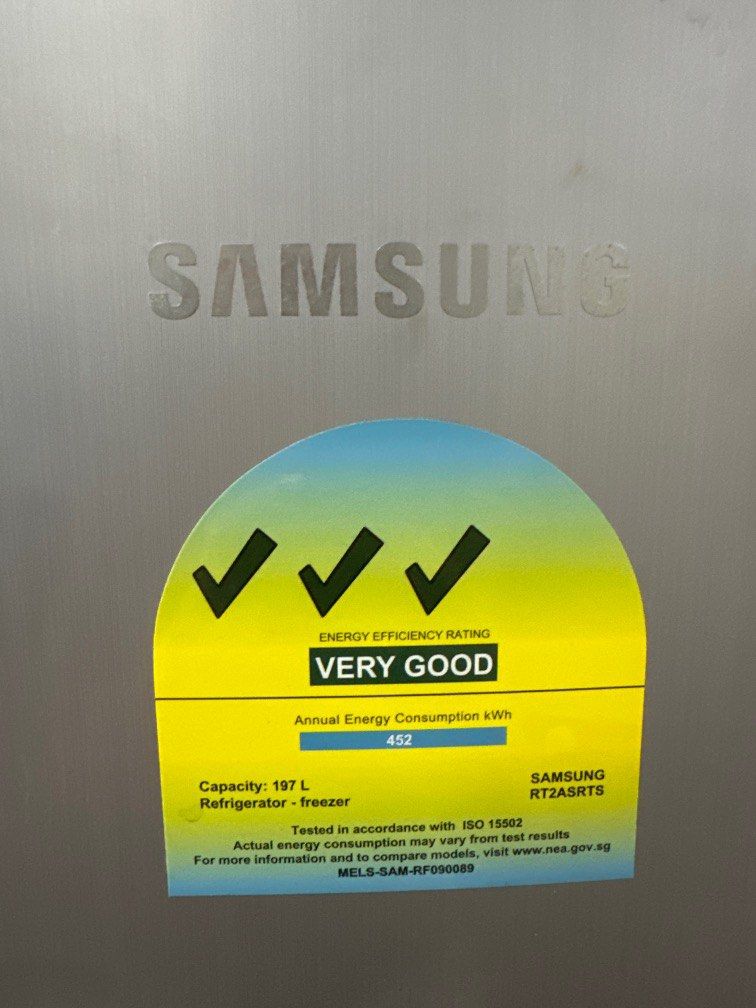 SAMSUNG
ENERGY EFFICIENCY RATING
VERY GOOD
Annual Energy Consumption kWh
452
Capacity: 197 L
Refrigerator - freezer
SAMSUNG
RT2ASRTS
Tested in accordance with ISO 15502
Actual energy consumption may vary from test results
For more information and to compare models, visit www.nea.gov.sg
MELS-SAM-RF090089